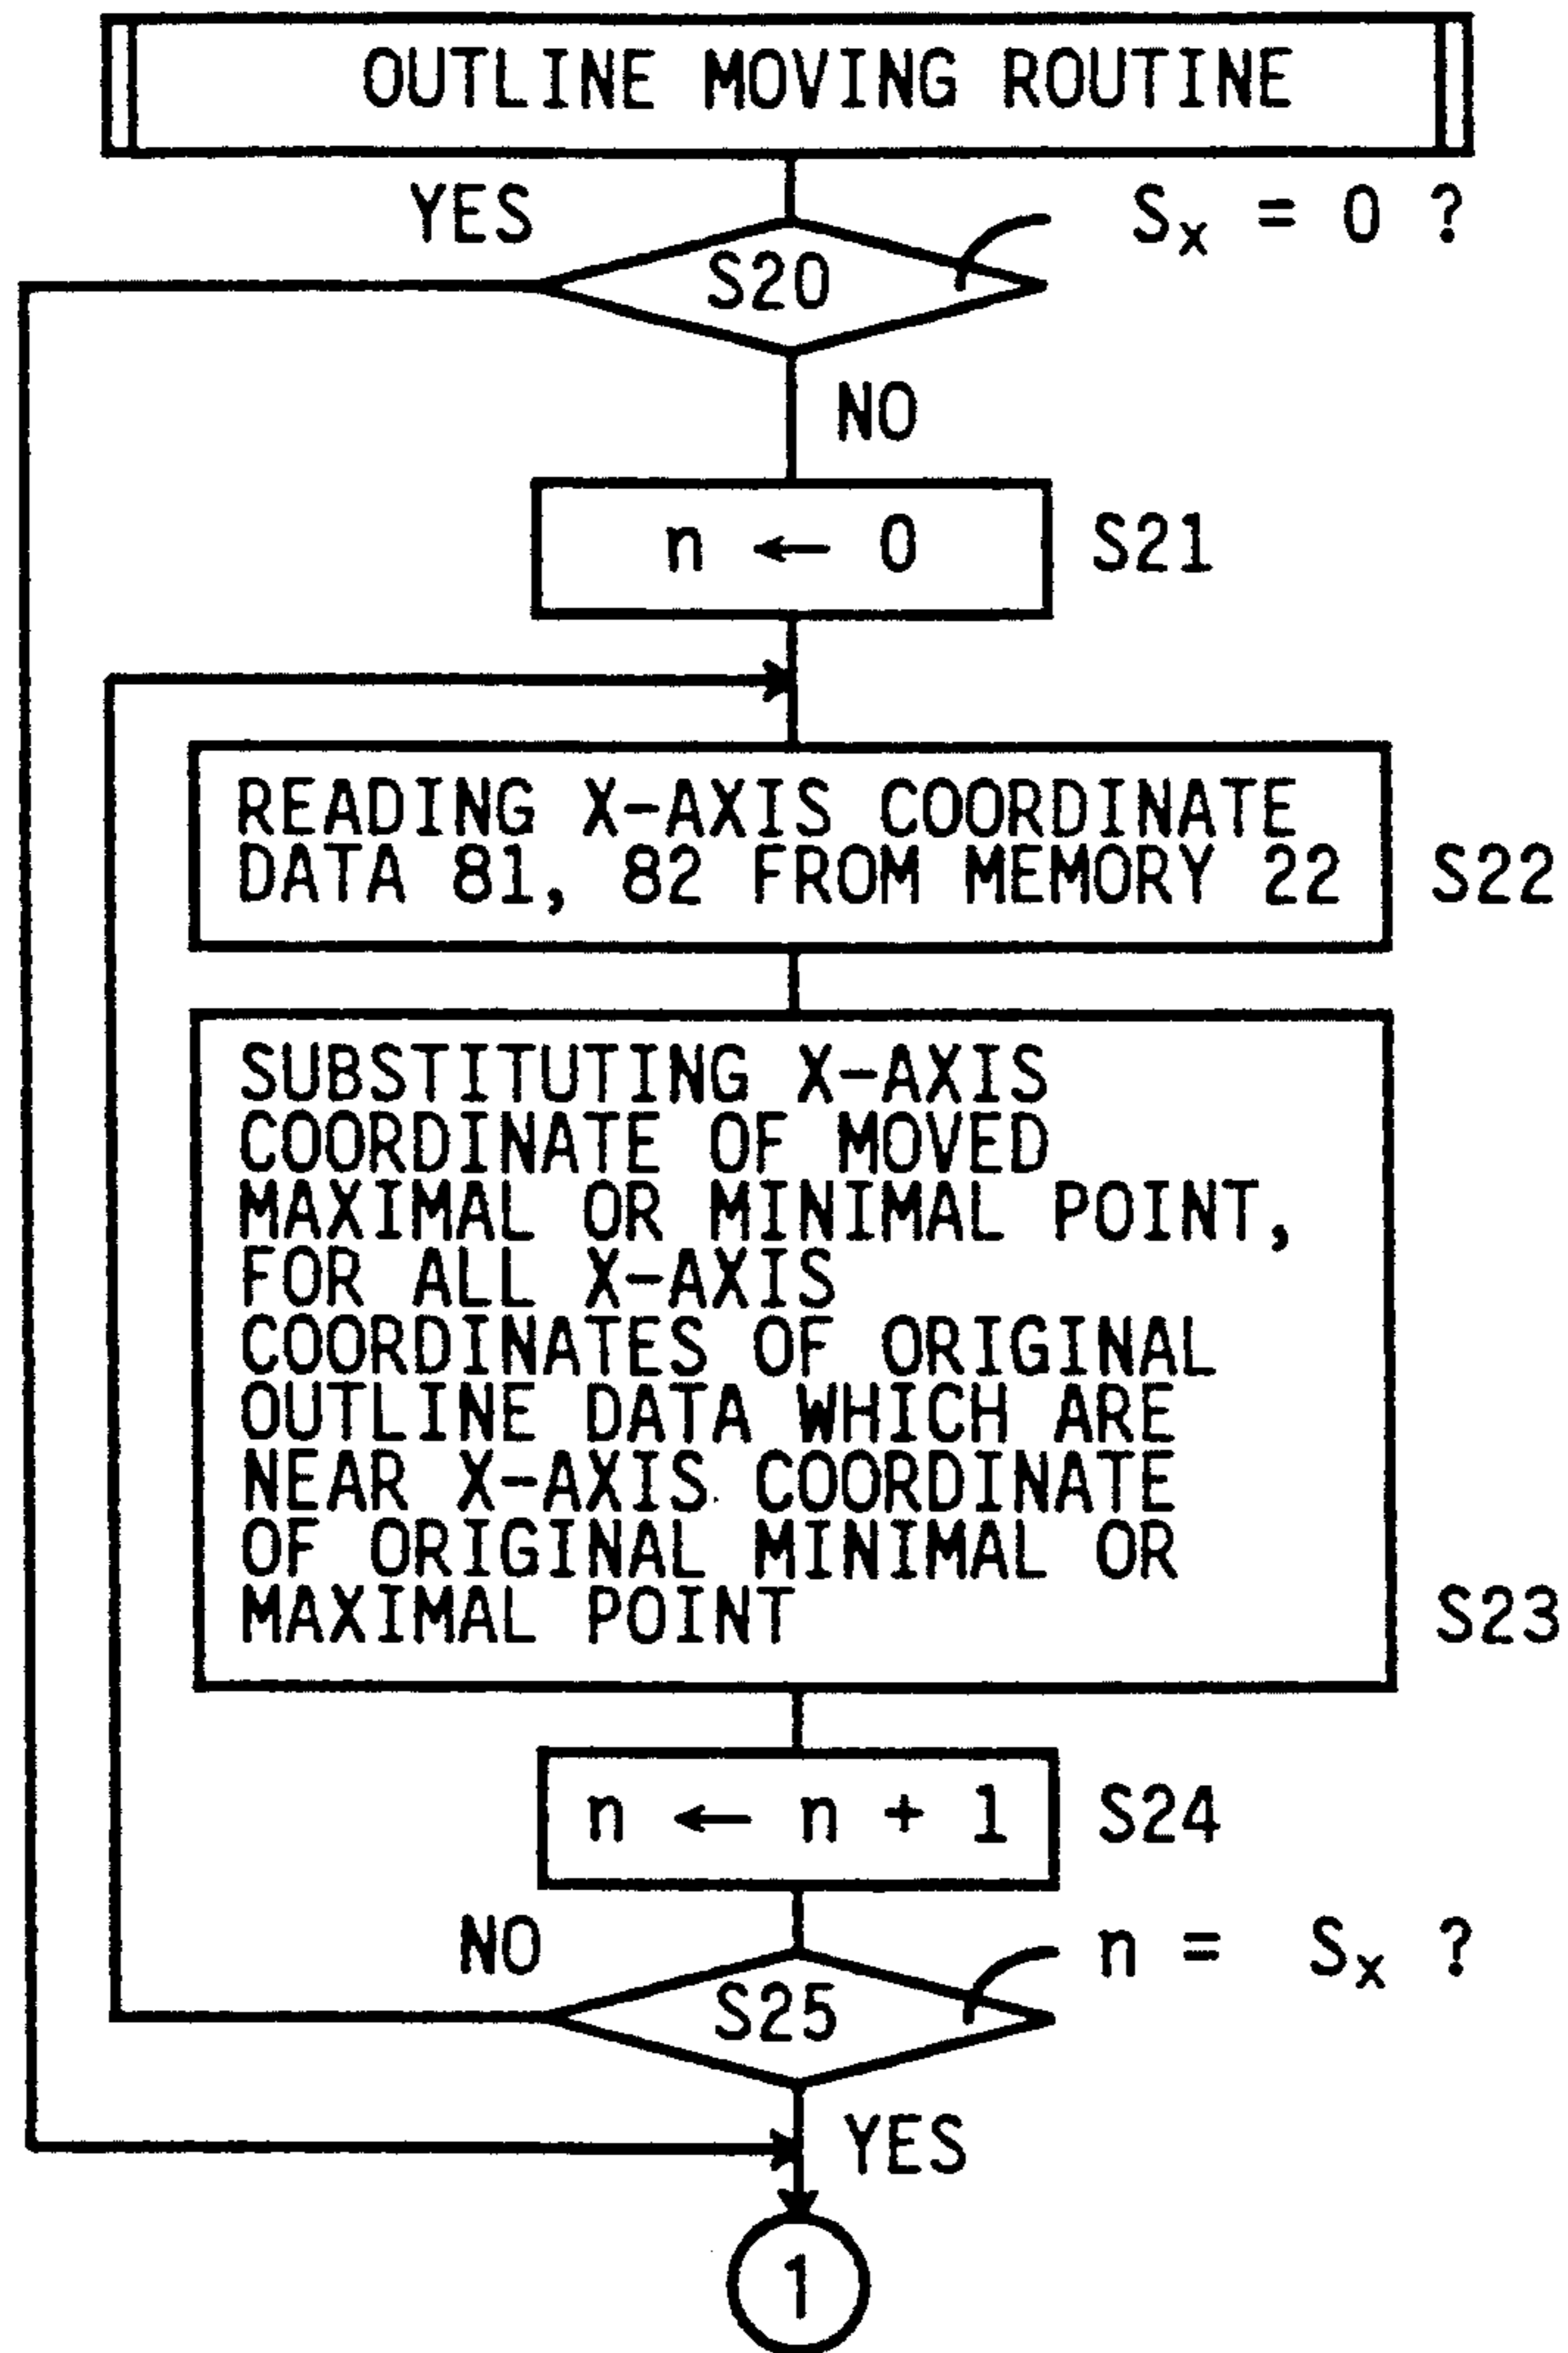 OUTLINE MOVING ROUTINE
YES
Sx = 0 ?
S20
NO
n ← 0
S21
READING X-AXIS COORDINATE
DATA 81, 82 FROM MEMORY 22
S22
SUBSTITUTING X-AXIS
COORDINATE OF MOVED
MAXIMAL OR MINIMAL POINT,
FOR ALL X-AXIS
COORDINATES OF ORIGINAL
OUTLINE DATA WHICH ARE
NEAR X-AXIS COORDINATE
OF ORIGINAL MINIMAL OR
MAXIMAL POINT
S23
n ← n + 1
S24
NO
n = Sx ?
S25
YES
1